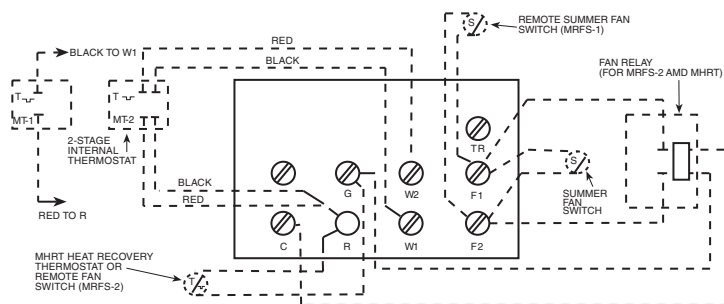 REMOTE SUMMER FAN
SWITCH (MRFS-1)
S
RED
BLACK TO W1
BLACK
FAN RELAY
(FOR MRFS-2 AMD MHRT)
T
T
MT-1
MT-2
TR
2-STAGE
INTERNAL
THERMOSTAT
S
BLACK
G
W2
F1
RED
SUMMER
FAN
SWITCH
RED TO R
C
R
W1
F2
MHRT HEAT RECOVERY
THERMOSTAT OR
REMOTE FAN
SWITCH (MRFS-2)
T